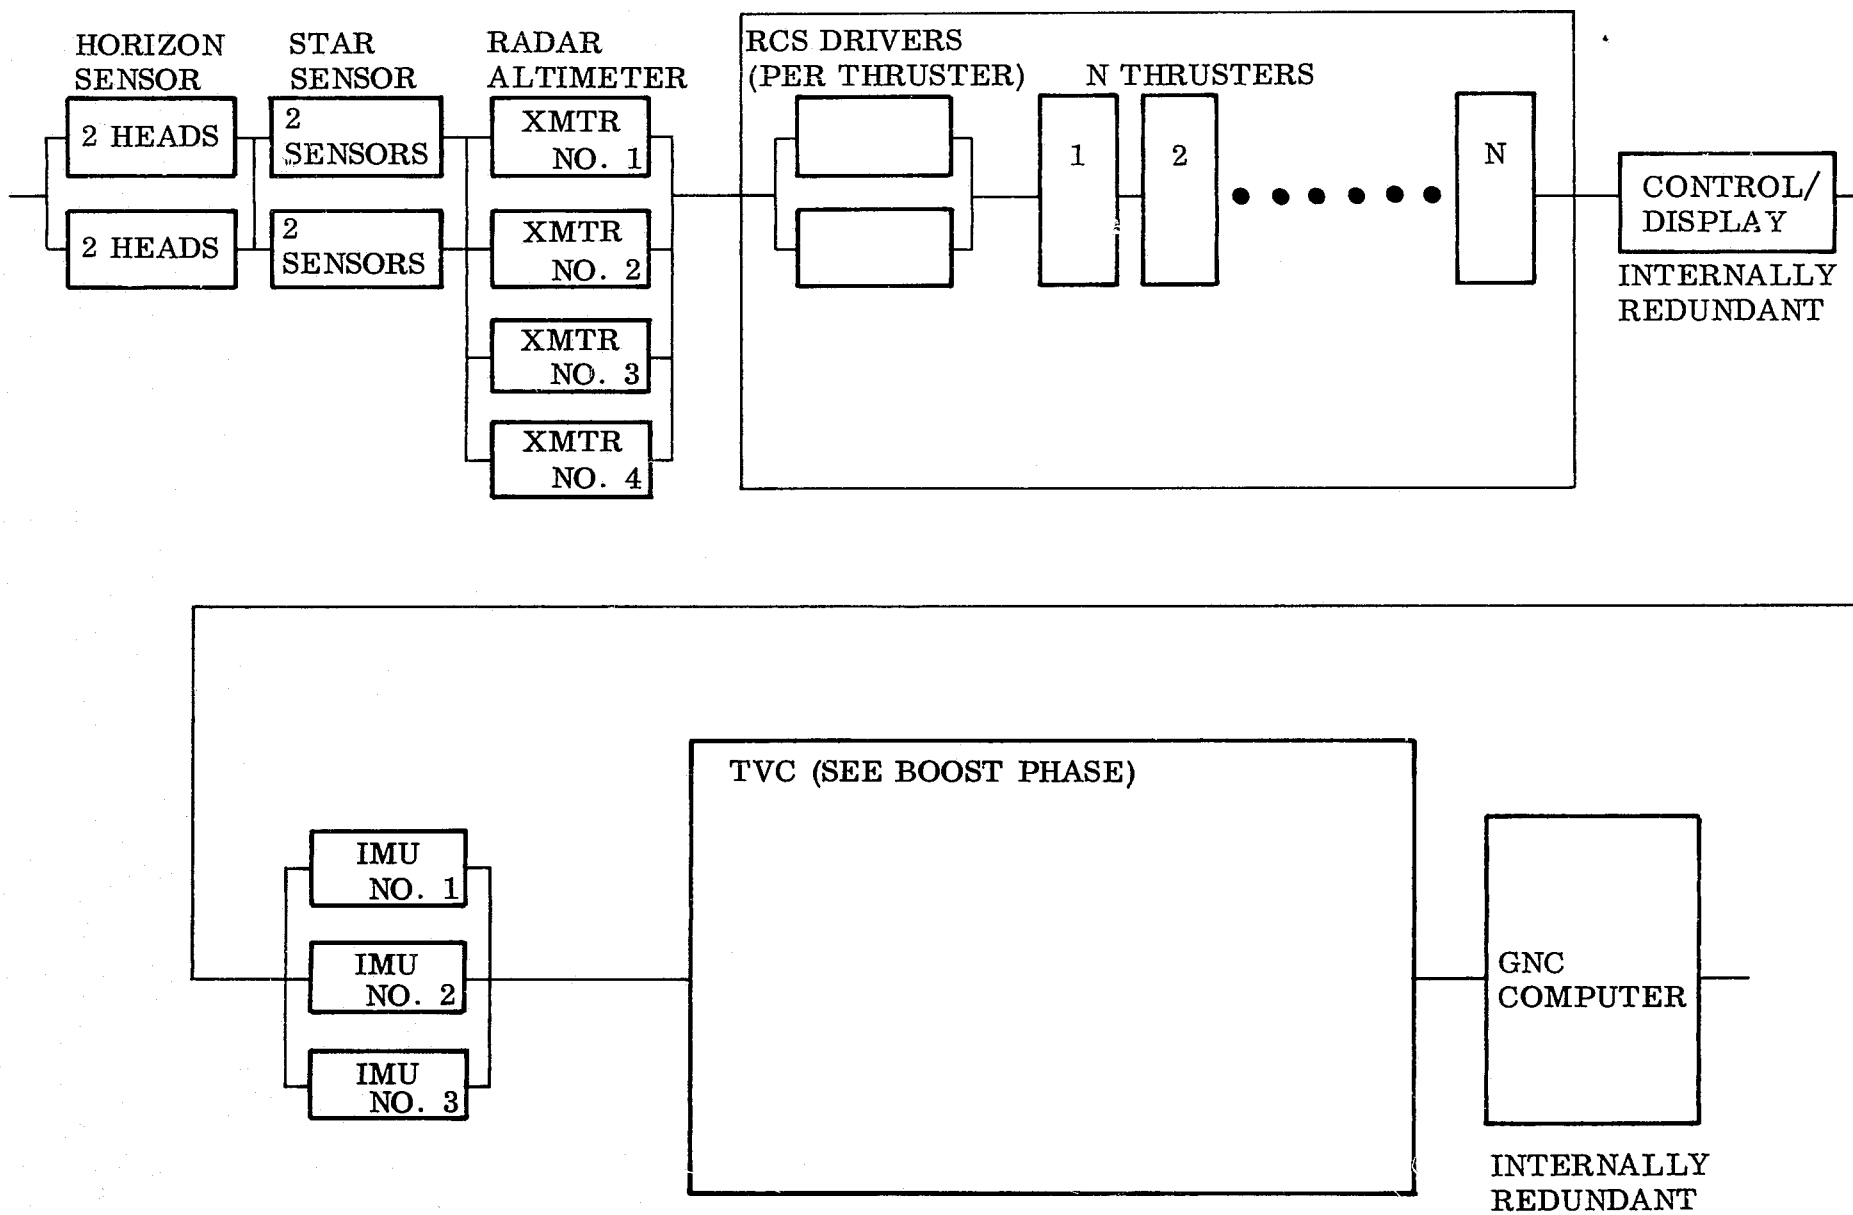 HORIZON
SENSOR
STAR
SENSOR
RADAR
ALTIMETER
RCS DRIVERS
(PER THRUSTER)
N THRUSTERS
2 HEADS
2
SENSORS
XMTR
NO. 1
1
2
N
2 HEADS
2
SENSORS
XMTR
NO. 2
CONTROL/
DISPLAY
INTERNALLY
REDUNDANT
XMTR
NO. 3
XMTR
NO. 4
TVC (SEE BOOST PHASE)
IMU
NO. 1
IMU
NO. 2
IMU
NO. 3
GNC
COMPUTER
INTERNALLY
REDUNDANT